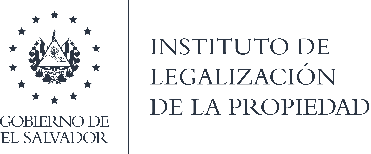 GOBIERNO DE
EL SALVADOR
INSTITUTO DE
LEGALIZACIÓN
DE LA PROPIEDAD